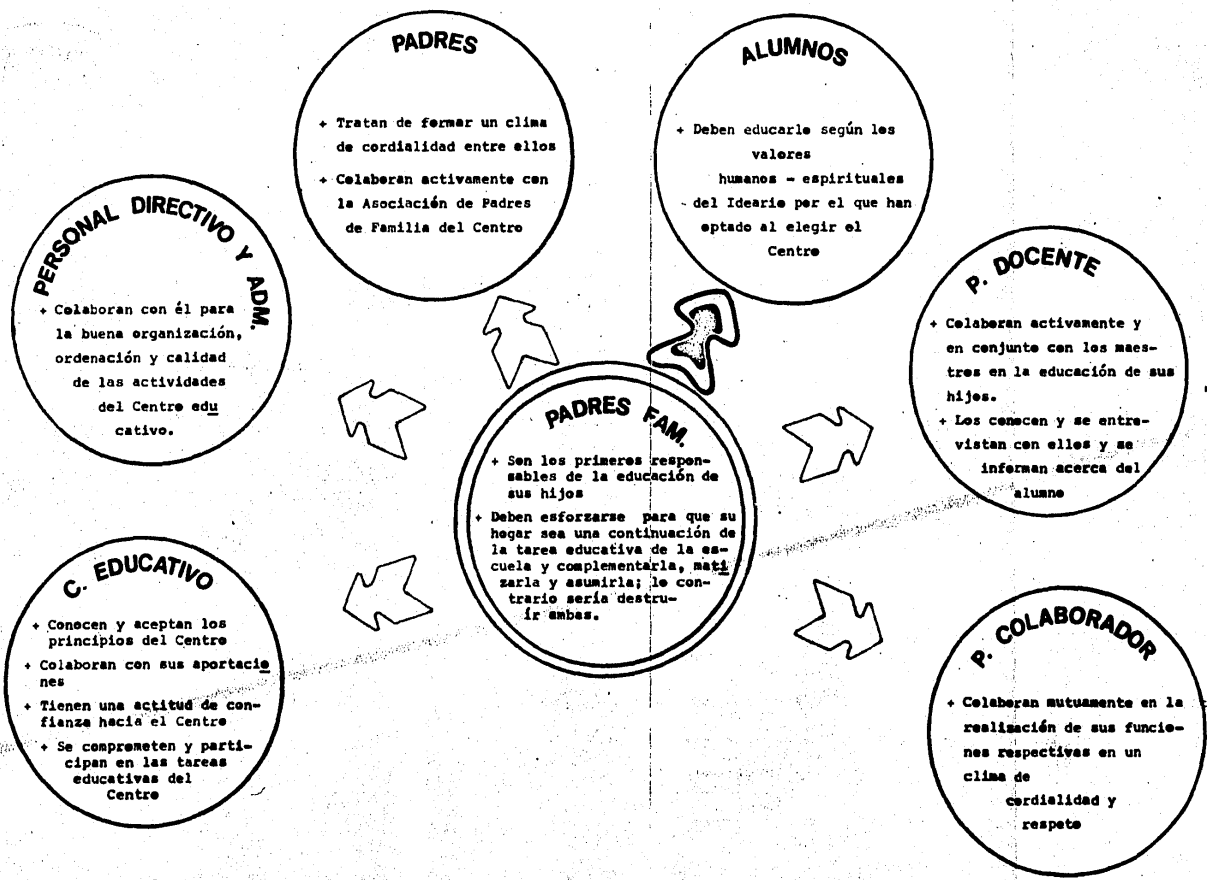 PADRES
+ Tratan de formar un clima
de cordialidad entre ellos
+ Colaboran activamente con
la Asociación de Padres
de Familia del Centro
ALUMNOS
+ Deben educarle según los
valores
humanos - espirituales
del Ideario por el que han
optado al elegir el
Centro
PERSONAL DIRECTIVO Y ADM.
+ Colaboran con él para
la buena organización,
ordenación y calidad
de las actividades
del Centro edu
cativo.
P. DOCENTE
+ Colaboran activamente y
en conjunto con los maes-
tros en la educación de sus
hijos.
+ Los conocen y se entre-
vistan con ellos y se
informan acerca del
alumno
PADRES FAM.
+ Son los primeros respon-
sables de la educación de
sus hijos
+ Deben esforzarse para que su
hogar sea una continuación de
la tarea educativa de la es-
cuela y complementarla, mati
zarla y asumirla; lo con-
trario sería destru-
ir ambas.
C. EDUCATIVO
+ Conocen y aceptan los
principios del Centro
+ Colaboran con sus aportacio
nes
+ Tienen una actitud de con-
fianza hacia el Centro
+ Se comprometen y parti-
cipan en las tareas
educativas del
Centro
P. COLABORADOR
+ Colaboran mutuamente en la
realización de sus funcio-
nes respectivas en un
clima de
cordialidad y
respeto